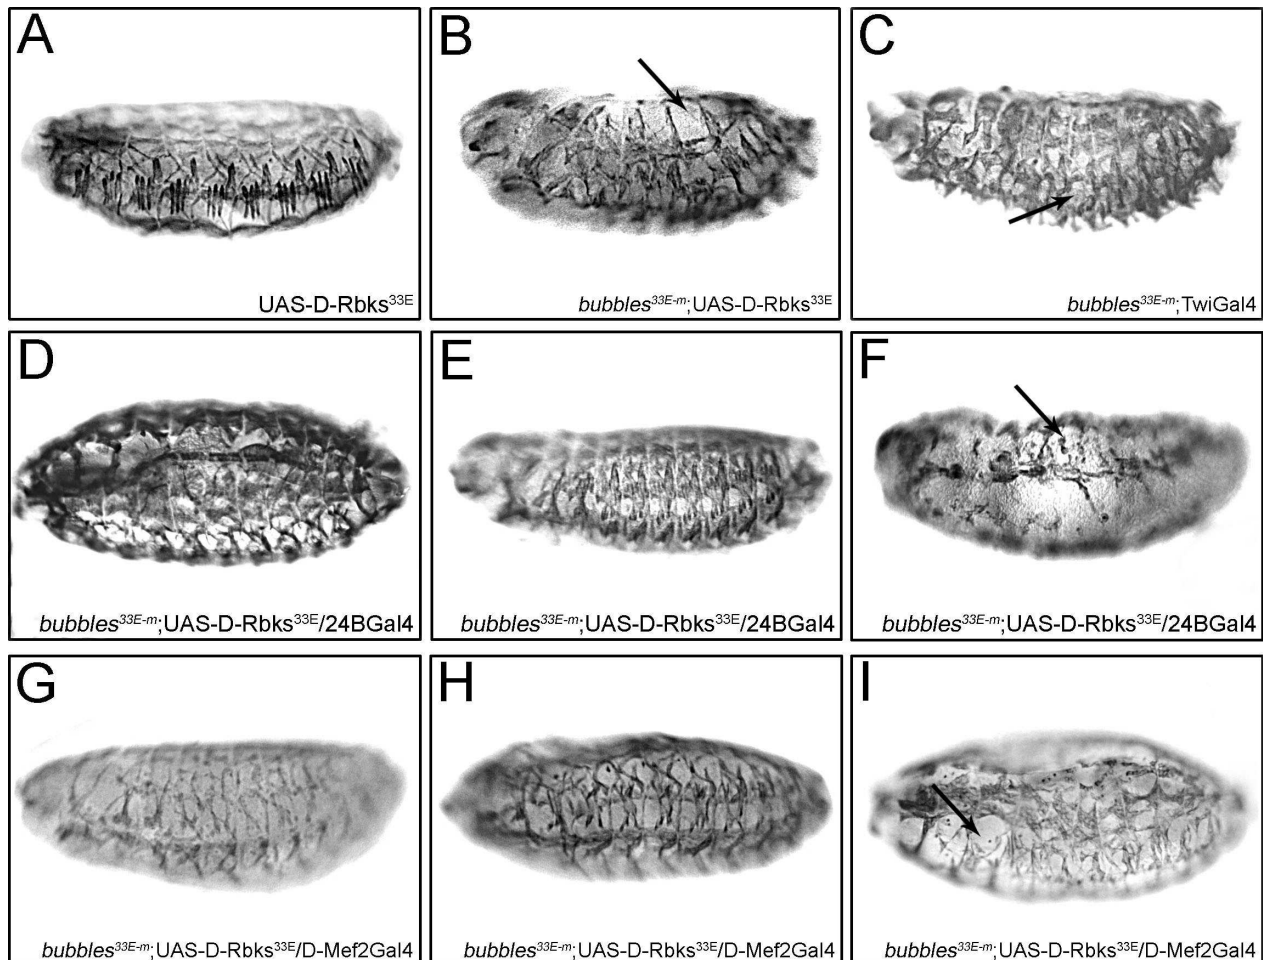 A
UAS-D-Rbks33E
B
bubbles33E-m;UAS-D-Rbks33E
C
bubbles33E-m;TwiGal4
D
bubbles33E-m;UAS-D-Rbks33E/24BGal4
E
bubbles33E-m;UAS-D-Rbks33E/24BGal4
F
bubbles33E-m;UAS-D-Rbks33E/24BGal4
G
bubbles33E-m;UAS-D-Rbks33E/D-Mef2Gal4
H
bubbles33E-m;UAS-D-Rbks33E/D-Mef2Gal4
I
bubbles33E-m;UAS-D-Rbks33E/D-Mef2Gal4